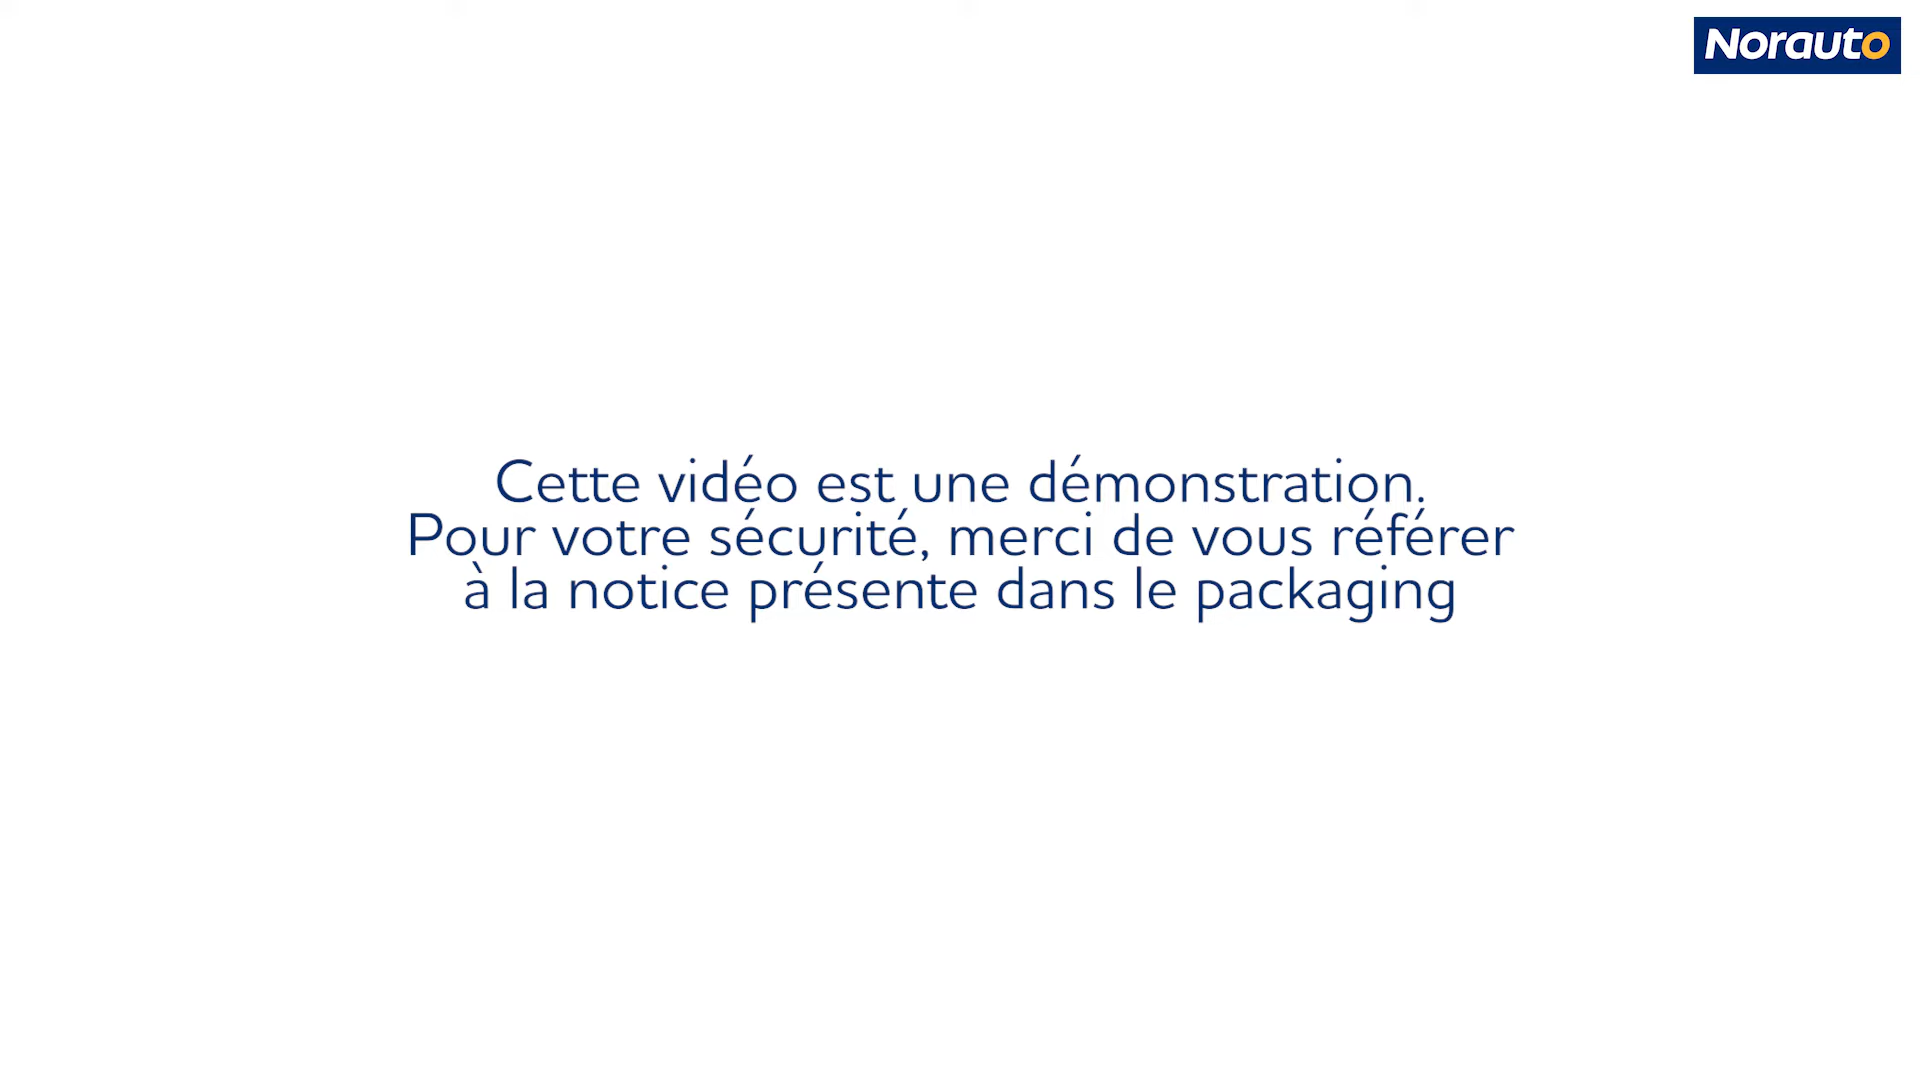 Norauto
Cette vidéo est une démonstration.
Pour votre sécurité, merci de vous référer
à la notice présente dans le packaging